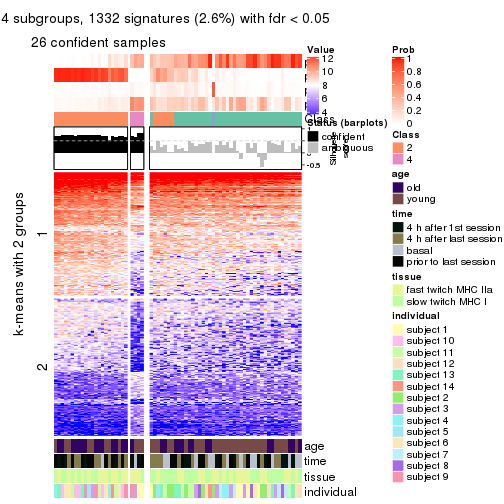 4 subgroups, 1332 signatures (2.6%) with fdr < 0.05
26 confident samples
k-means with 2 groups
1
2
Class
age
time
tissue
individual
Value
12
10
8
6
4
Status (barplots)
confident
ambiguous
-0.5
Prob
1
0.8
0.6
0.4
0.2
0
Class
2
4
age
old
young
time
4 h after 1st session
4 h after last session
basal
prior to last session
tissue
fast twitch MHC IIa
slow twitch MHC I
individual
subject 1
subject 10
subject 11
subject 12
subject 13
subject 14
subject 2
subject 3
subject 4
subject 5
subject 6
subject 7
subject 8
subject 9